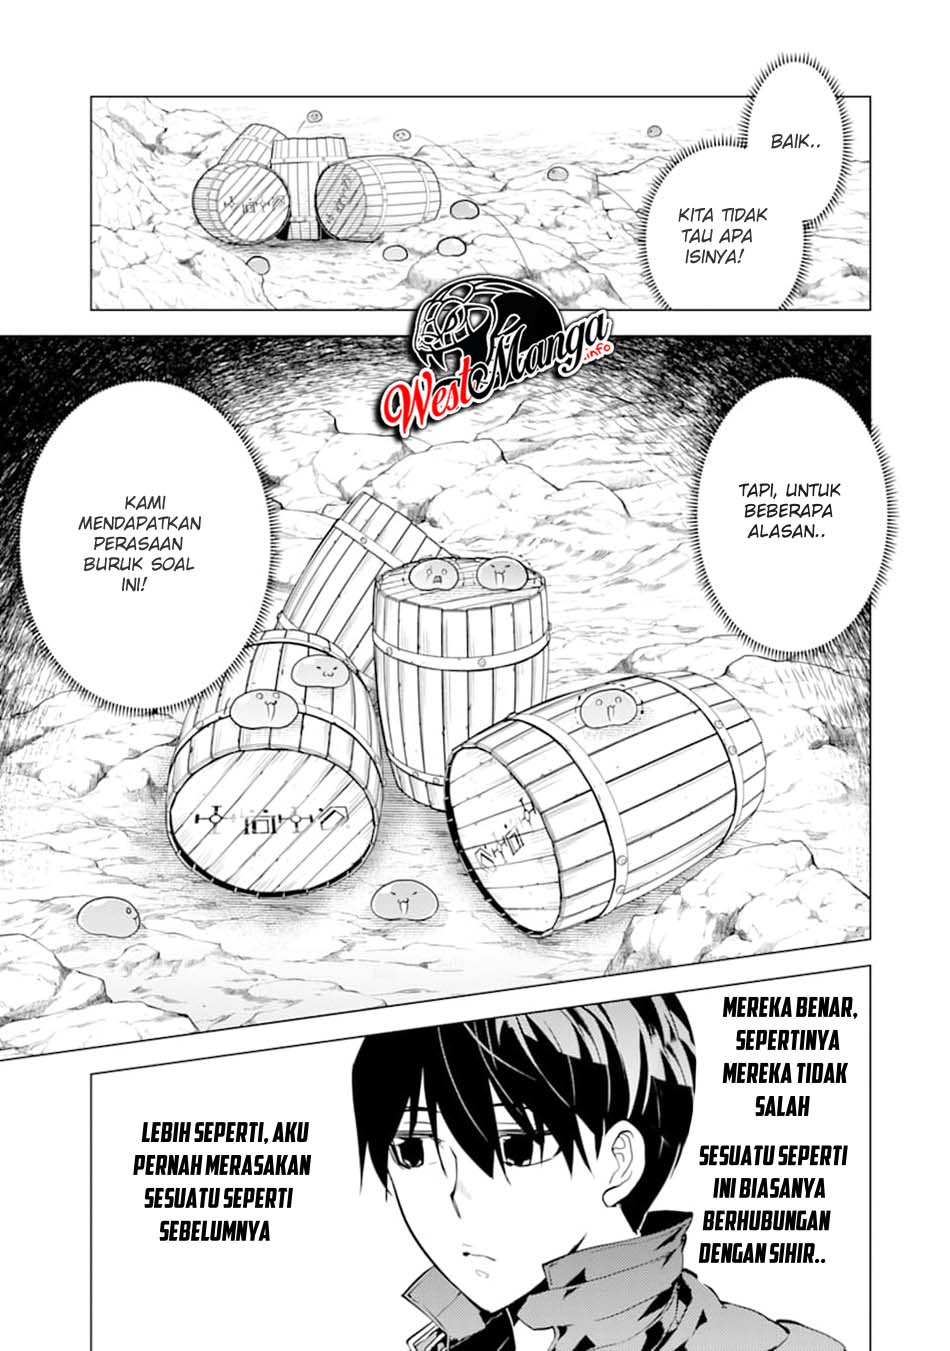 BAIK..
KITA TIDAK
TAU APA
ISINYA!
WestManga
.info
TAPI, UNTUK
BEBERAPA
ALASAN..
KAMI
MENDAPATKAN
PERASAAN
BURUK SOAL
INI!
MEREKA BENAR,
SEPERTINYA
MEREKA TIDAK
SALAH
SESUATU SEPERTI
INI BIASANYA
BERHUBUNGAN
DENGAN SIHIR..
LEBIH SEPERTI, AKU
PERNAH MERASAKAN
SESUATU SEPERTI
SEBELUMNYA